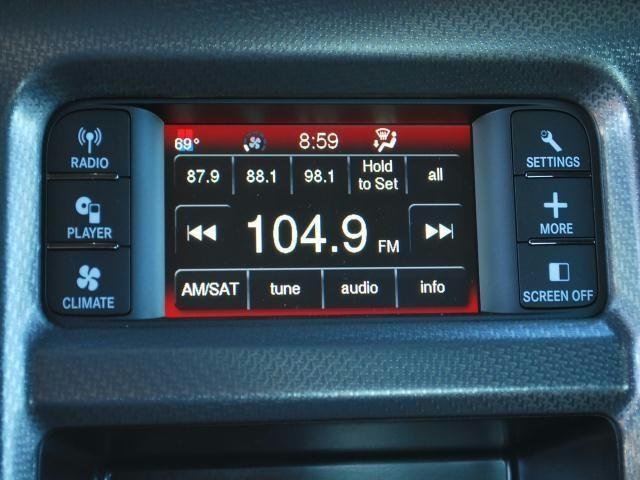 RADIO
PLAYER
CLIMATE
69° 8:59
87.9 88.1 98.1 Hold to Set all
104.9 FM
AM/SAT tune audio info
SETTINGS
MORE
SCREEN OFF